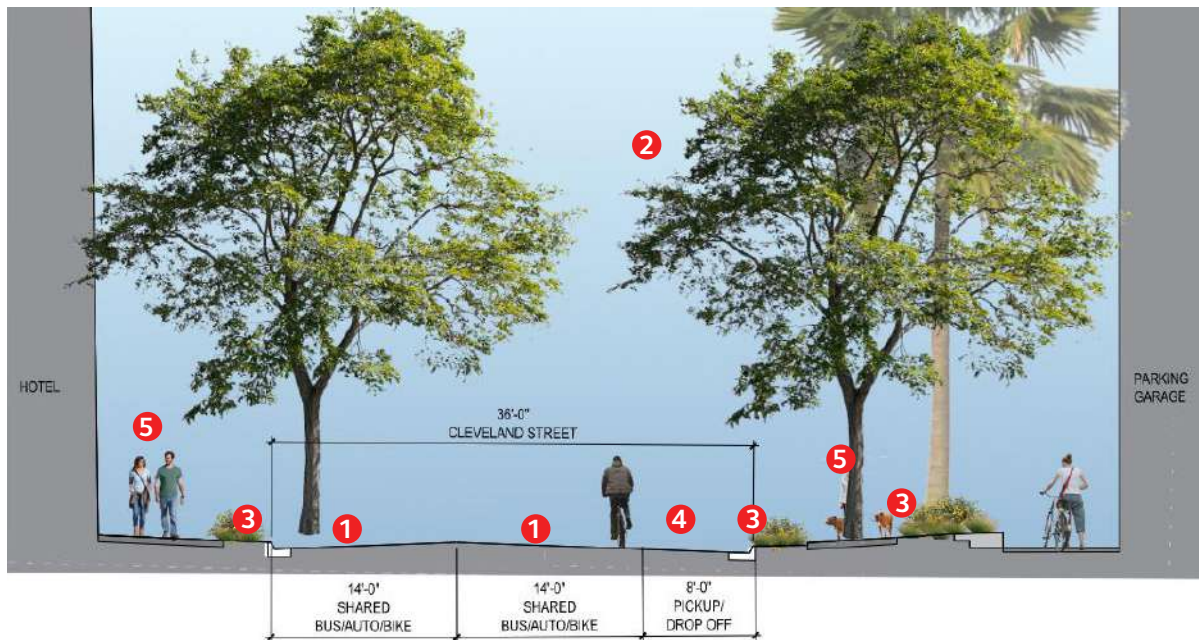 2
HOTEL
PARKING
GARAGE
36'-0"
CLEVELAND STREET
5
5
3
1
1
4
3
3
14'-0"
SHARED
BUS/AUTO/BIKE
14'-0"
SHARED
BUS/AUTO/BIKE
8'-0"
PICKUP/
DROP OFF